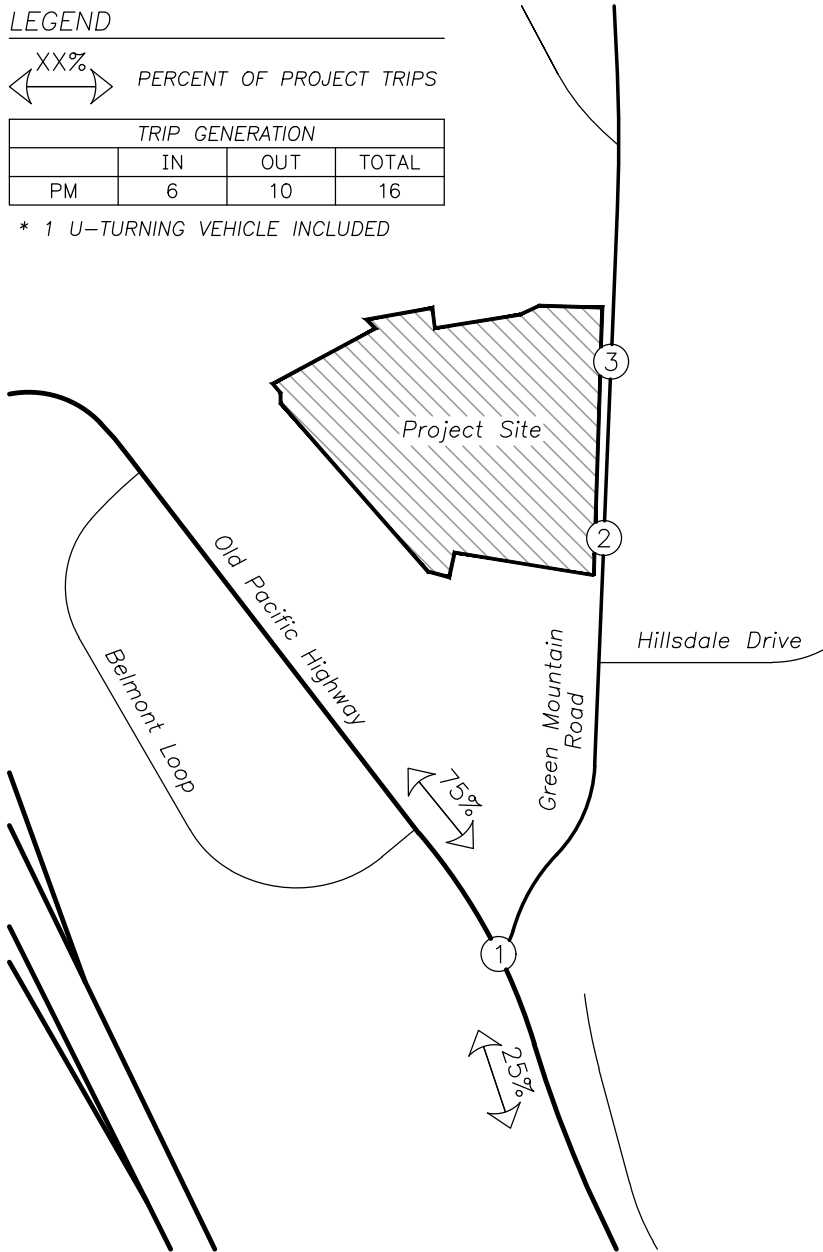 LEGEND
XX%
PERCENT OF PROJECT TRIPS
TRIP GENERATION
IN OUT TOTAL
PM 6 10 16
* 1 U-TURNING VEHICLE INCLUDED
3
Project Site
2
Old Pacific Highway
Hillsdale Drive
Green Mountain
Road
Belmont Loop
75%
1
25%